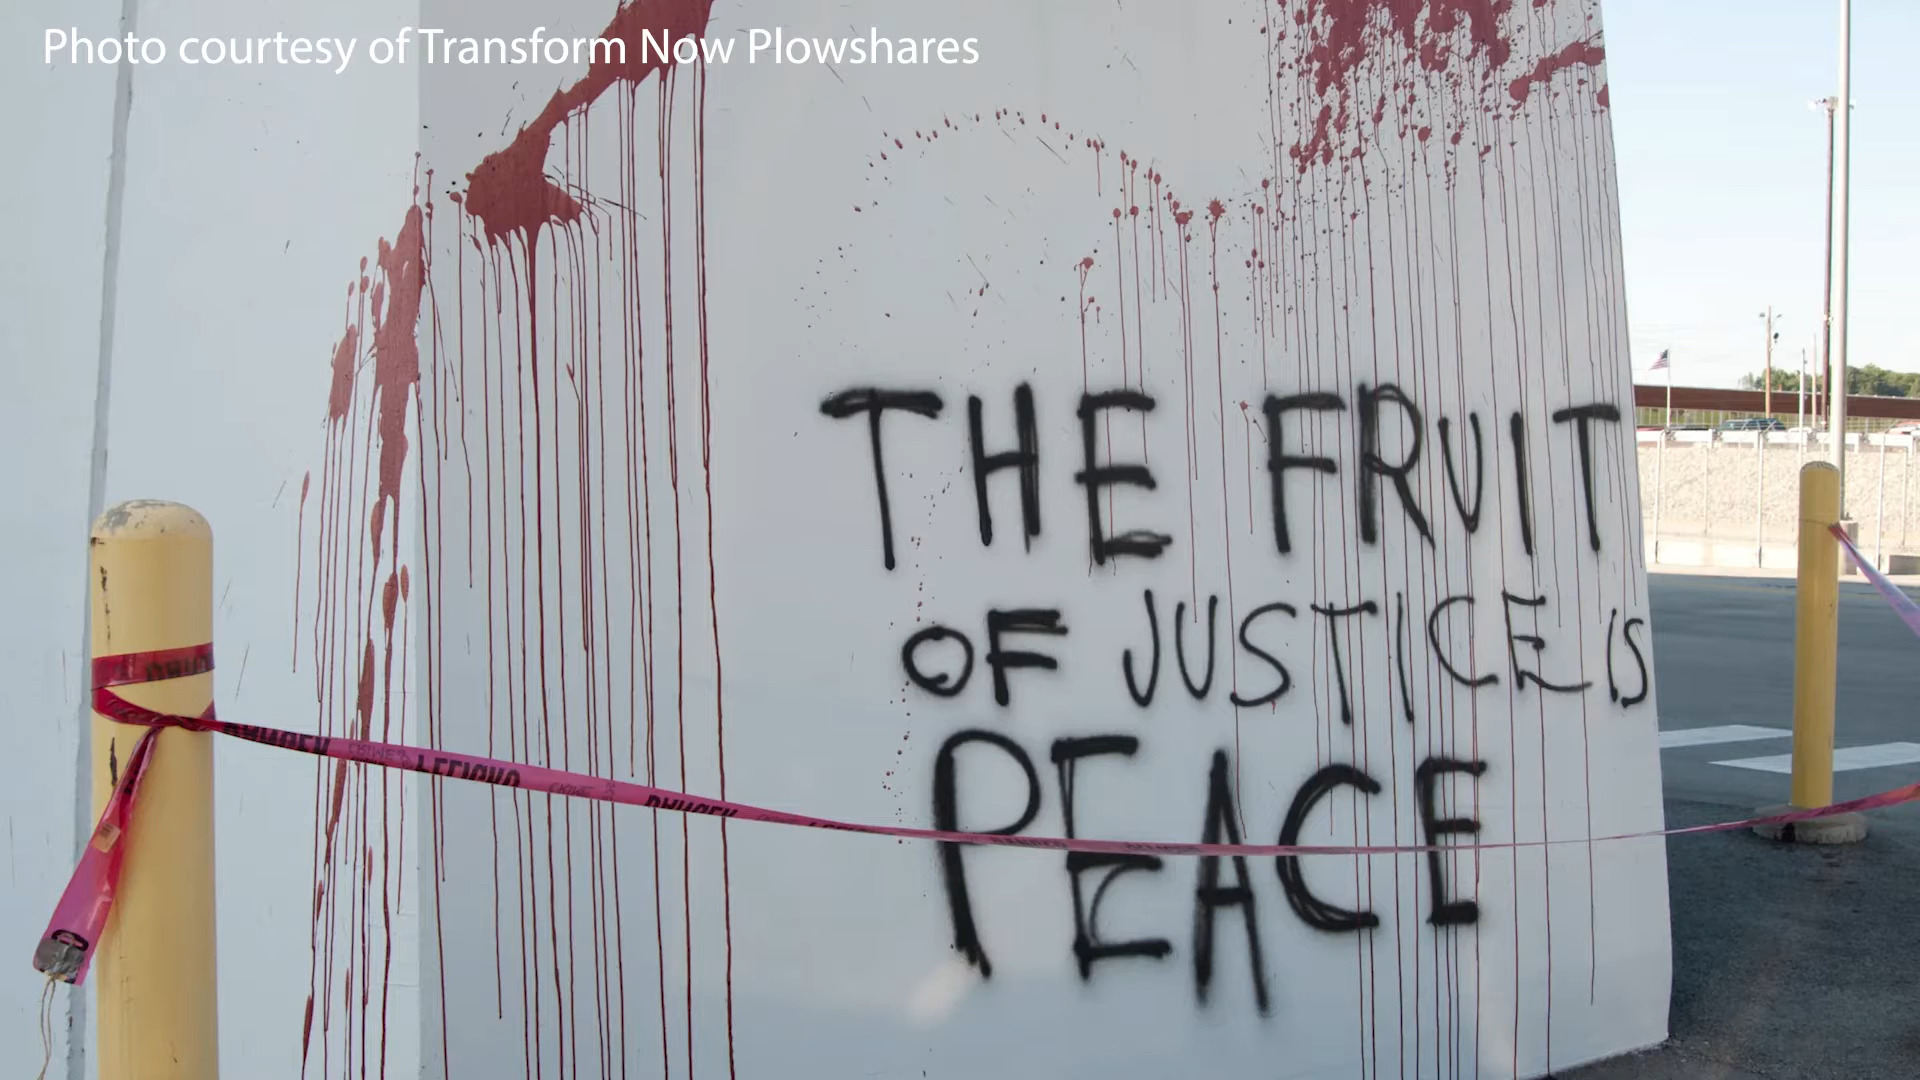 Photo courtesy of Transform Now Plowshares
THE FRUIT
OF JUSTICE IS
PEACE